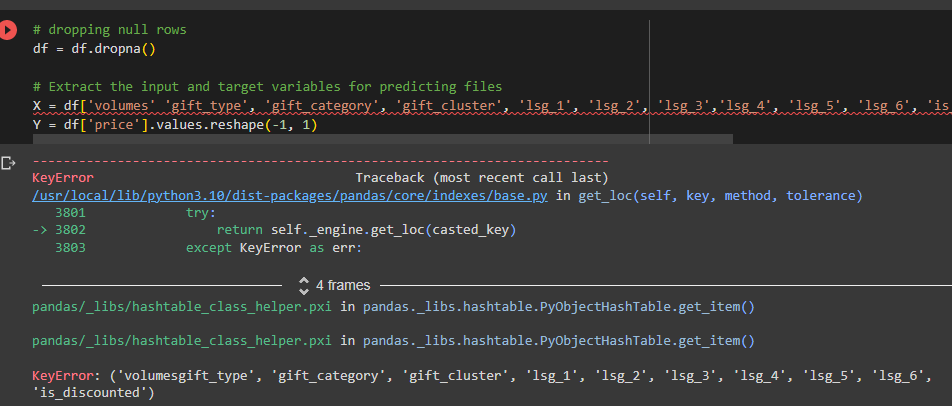 # dropping null rows
df = df.dropna()
# Extract the input and target variables for predicting files
X = df['volumes' 'gift_type', 'gift_category', 'gift_cluster', 'lsg_1', 'lsg_2', 'lsg_3','lsg_4', 'lsg_5', 'lsg_6', 'is
Y = df['price'].values.reshape(-1, 1)
---------------------------------------------------------------------------
KeyError                                  Traceback (most recent call last)
/usr/local/lib/python3.10/dist-packages/pandas/core/indexes/base.py in get_loc(self, key, method, tolerance)
   3801             try:
-> 3802                 return self._engine.get_loc(casted_key)
   3803             except KeyError as err:
4 frames
pandas/_libs/hashtable_class_helper.pxi in pandas._libs.hashtable.PyObjectHashTable.get_item()
pandas/_libs/hashtable_class_helper.pxi in pandas._libs.hashtable.PyObjectHashTable.get_item()
KeyError: ('volumesgift_type', 'gift_category', 'gift_cluster', 'lsg_1', 'lsg_2', 'lsg_3', 'lsg_4', 'lsg_5', 'lsg_6',
'is_discounted')